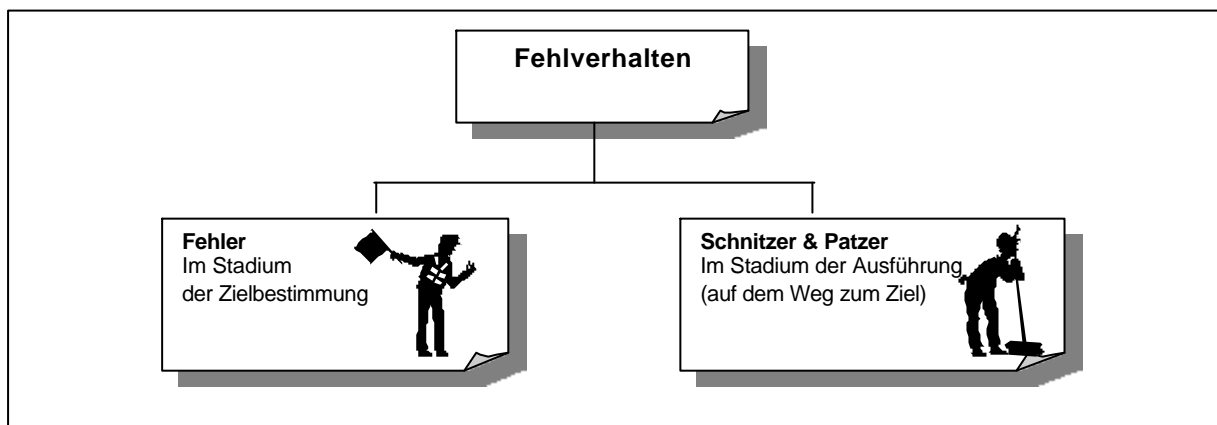 Fehlverhalten
Fehler
Im Stadium
der Zielbestimmung
Schnitzer & Patzer
Im Stadium der Ausführung
(auf dem Weg zum Ziel)